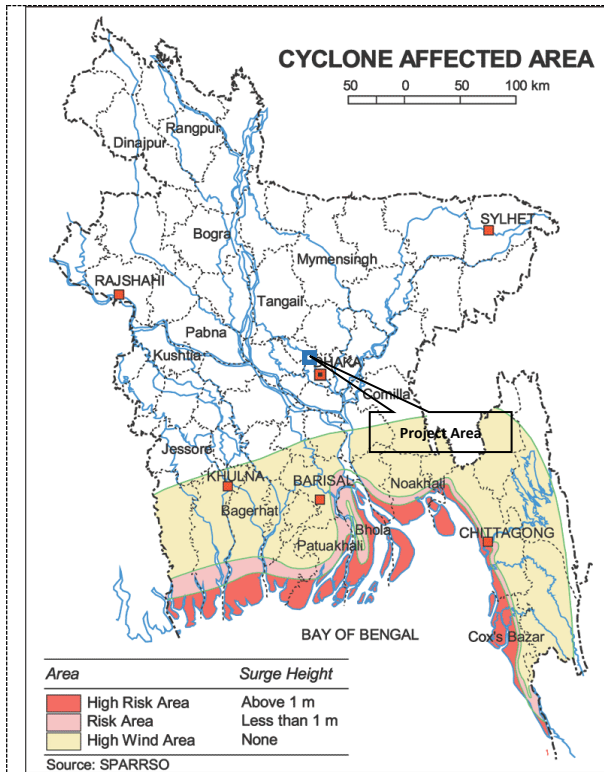 CYCLONE AFFECTED AREA
50 0 50 100 km
Rangpur
Dinajpur
SYLHET
Bogra
Mymensingh
RAJSHAHI
Tangail
Pabna
Kushtia
HAKA
Comilla
Project Area
Jessore
KHULNA
BARISAL
Noakhali
Bagerhat
Bhola
CHITTAGONG
Patuakhali
BAY OF BENGAL
Cox's Bazar
Area Surge Height
High Risk Area Above 1 m
Risk Area Less than 1 m
High Wind Area None
Source: SPARRSO
1